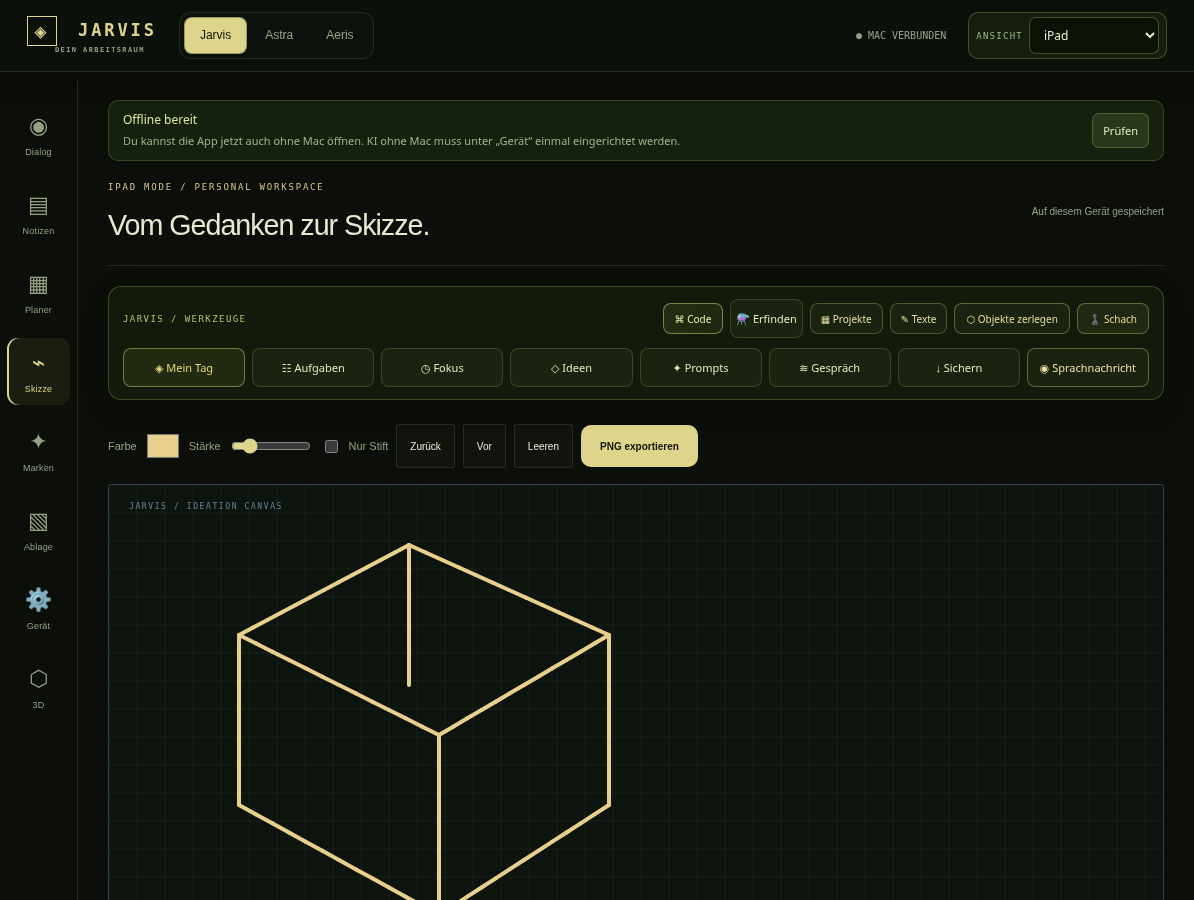 JARVIS
DEIN ARBEITSRAUM
Jarvis
Astra
Aeris
MAC VERBUNDEN
ANSICHT
iPad
Dialog
Notizen
Planer
Skizze
Marken
Ablage
Gerät
3D
Offline bereit
Du kannst die App jetzt auch ohne Mac öffnen. KI ohne Mac muss unter „Gerät“ einmal eingerichtet werden.
Prüfen
IPAD MODE / PERSONAL WORKSPACE
Vom Gedanken zur Skizze.
Auf diesem Gerät gespeichert
JARVIS / WERKZEUGE
⌘ Code
Erfinden
Projekte
Texte
Objekte zerlegen
Schach
Mein Tag
Aufgaben
Fokus
Ideen
Prompts
Gespräch
Sichern
Sprachnachricht
Farbe
Stärke
Nur Stift
Zurück
Vor
Leeren
PNG exportieren
JARVIS / IDEATION CANVAS